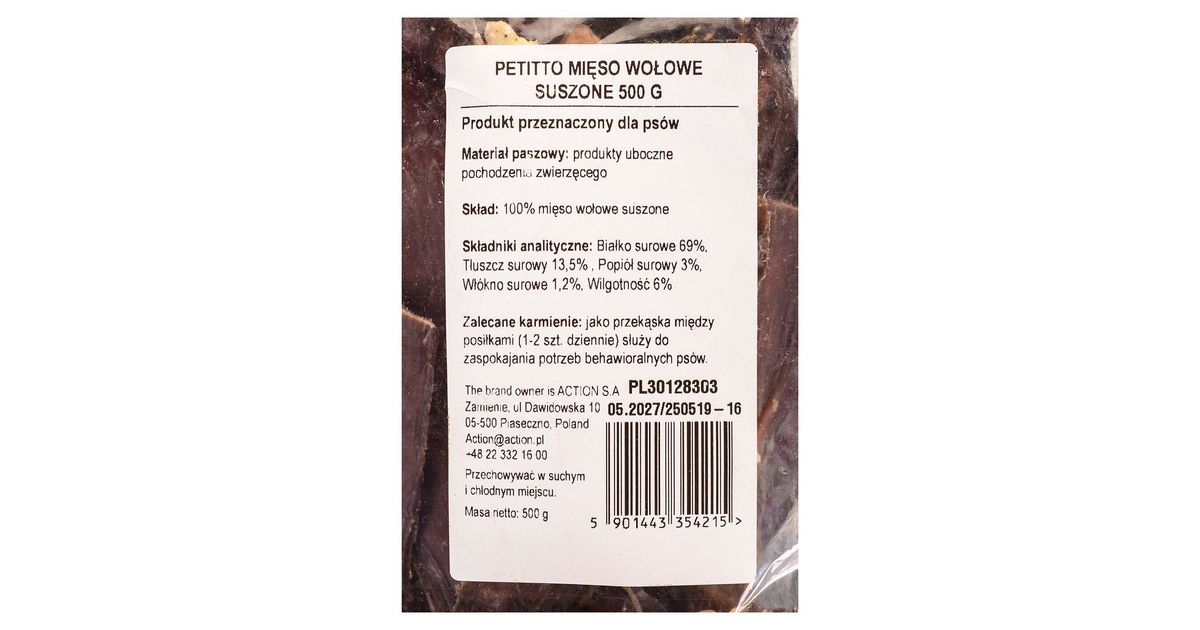 PETITTO MIĘSO WOŁOWE
SUSZONE 500 G
Produkt przeznaczony dla psów
Materiał paszowy: produkty uboczne
pochodzenia zwierzęcego
Skład: 100% mięso wołowe suszone
Składniki analityczne: Białko surowe 69%,
Tłuszcz surowy 13,5% , Popiół surowy 3%,
Włókno surowe 1,2%, Wilgotność 6%
Zalecane karmienie: jako przekąska między
posiłkami (1-2 szt. dziennie) służy do
zaspokajania potrzeb behawioralnych psów.
The brand owner is ACTION S.A
PL30128303
Zamienie, ul Dawidowska 10
05.2027/250519 – 16
05-500 Piaseczno, Poland
Action@action.pl
+48 22 332 16 00
Przechowywać w suchym
i chłodnym miejscu.
Masa netto: 500 g
5 901443 354215 >